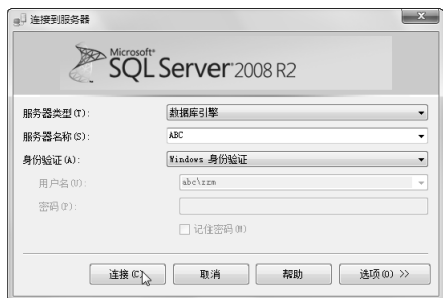 连接到服务器
Microsoft®
SQL Server 2008 R2
服务器类型(T): 数据库引擎
服务器名称(S): ABC
身份验证(A): Windows 身份验证
用户名(U): abc\zzm
密码(P):
记住密码(M)
连接(C) 取消 帮助 选项(O) >>